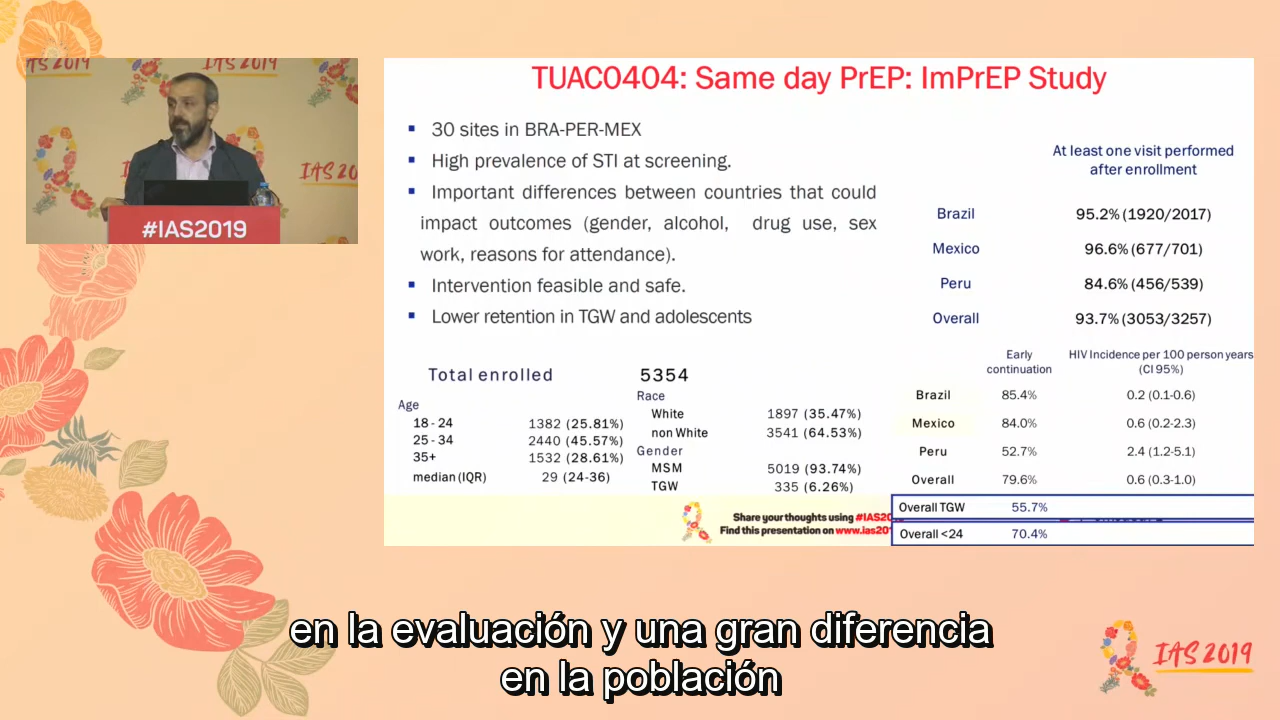 IAS 2019
IAS 2019
IAS 20
#IAS2019
TUAC0404: Same day PrEP: ImPrEP Study
▪ 30 sites in BRA-PER-MEX
▪ High prevalence of STI at screening.
▪ Important differences between countries that could
impact outcomes (gender, alcohol, drug use, sex
work, reasons for attendance).
▪ Intervention feasible and safe.
▪ Lower retention in TGW and adolescents
At least one visit performed
after enrollment
Brazil 95.2% (1920/2017)
Mexico 96.6% (677/701)
Peru 84.6% (456/539)
Overall 93.7% (3053/3257)
Total enrolled 5354
Age
18 - 24 1382 (25.81%)
25 - 34 2440 (45.57%)
35+ 1532 (28.61%)
median (IQR) 29 (24-36)
Race
White 1897 (35.47%)
non White 3541 (64.53%)
Gender
MSM 5019 (93.74%)
TGW 335 (6.26%)
Early
continuation
HIV Incidence per 100 person years
(CI 95%)
Brazil 85.4% 0.2 (0.1-0.6)
Mexico 84.0% 0.6 (0.2-2.3)
Peru 52.7% 2.4 (1.2-5.1)
Overall 79.6% 0.6 (0.3-1.0)
Overall TGW 55.7%
Overall <24 70.4%
Share your thoughts using #IAS20
Find this presentation on www.ias20
en la evaluación y una gran diferencia
en la población
IAS 2019